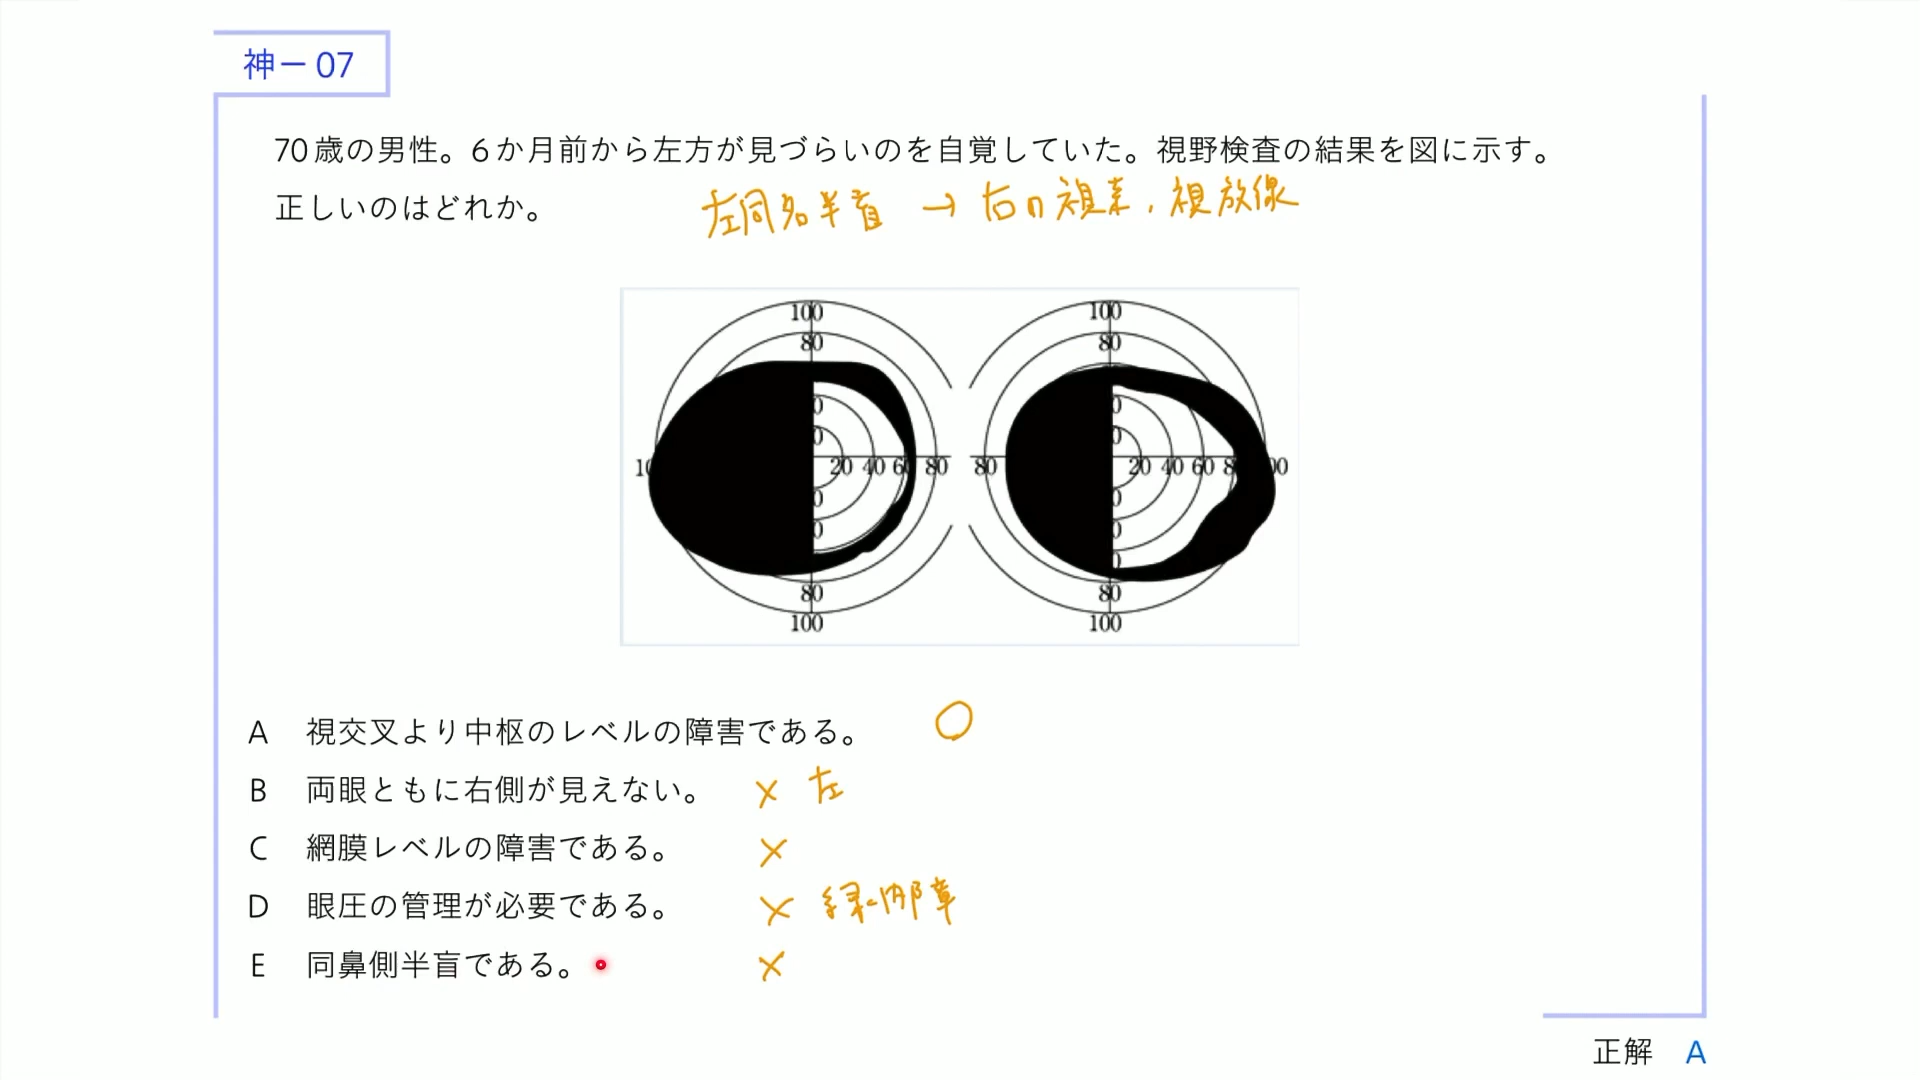 神ー07
70歳の男性。6か月前から左方が見づらいのを自覚していた。視野検査の結果を図に示す。
正しいのはどれか。
左同名半盲 → 右の視索，視放線
100 100
80 80
20 40 60 80 80 20 40 60
80 80
100 100
A 視交叉より中枢のレベルの障害である。 ○
B 両眼ともに右側が見えない。 × 左
C 網膜レベルの障害である。 ×
D 眼圧の管理が必要である。 × 緑内障
E 同鼻側半盲である。 ×
正解 A